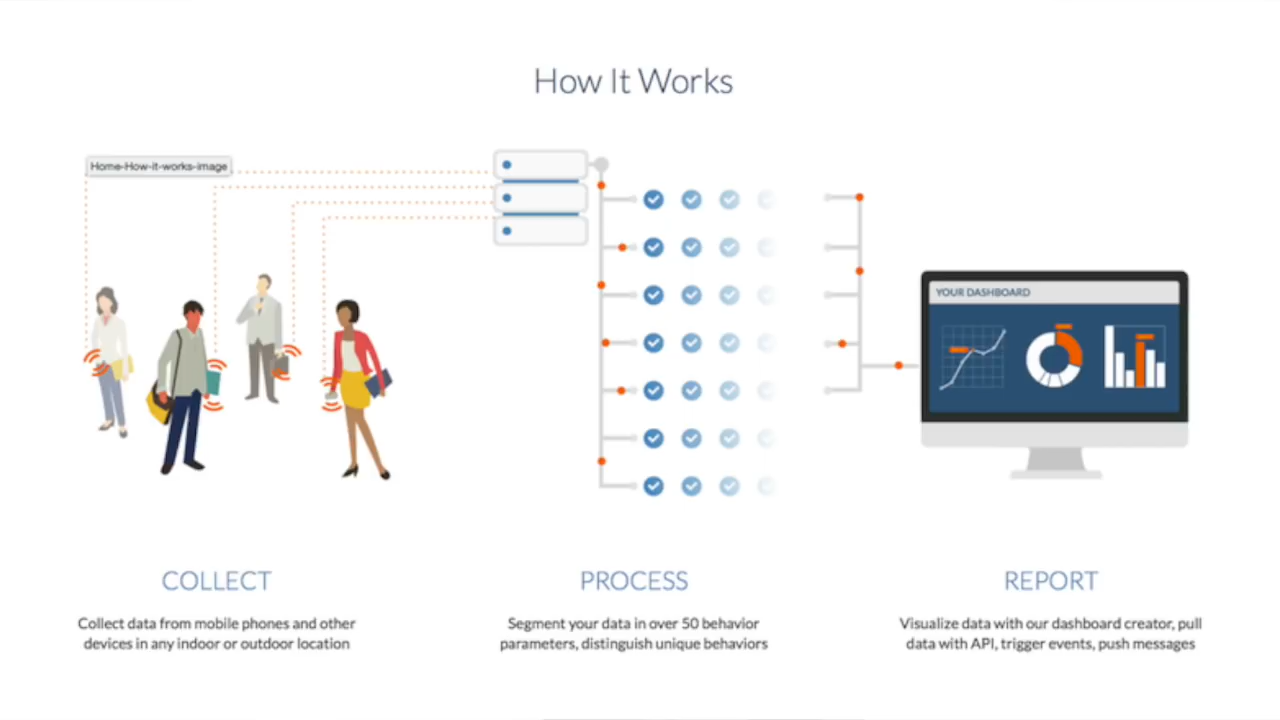 How It Works
Home-How-it-works-image
YOUR DASHBOARD
COLLECT
Collect data from mobile phones and other
devices in any indoor or outdoor location
PROCESS
Segment your data in over 50 behavior
parameters, distinguish unique behaviors
REPORT
Visualize data with our dashboard creator, pull
data with API, trigger events, push messages